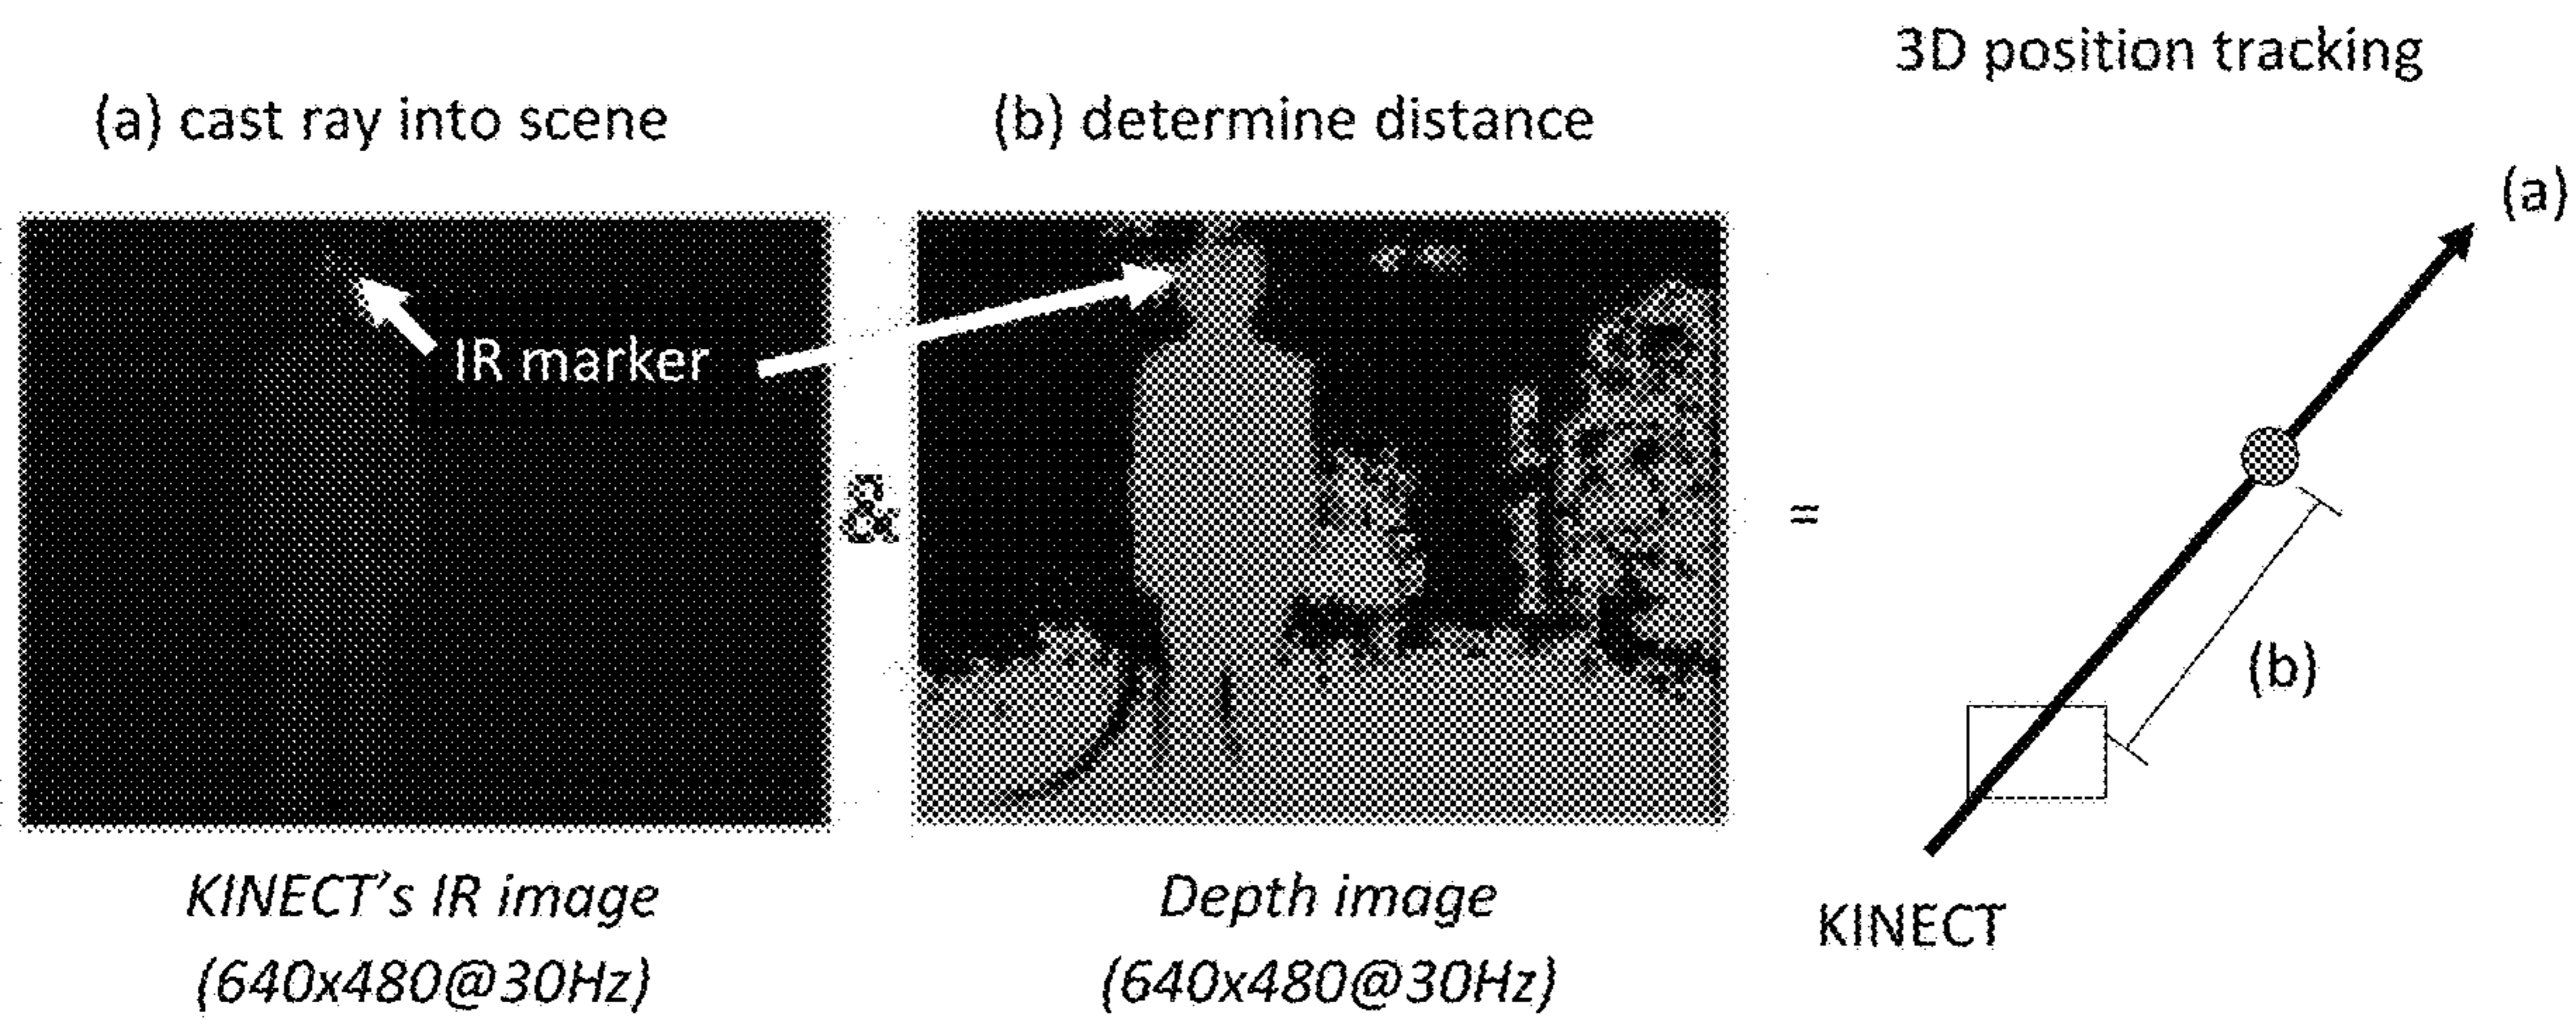 3D position tracking
(a) cast ray into scene
(b) determine distance
(a)
IR marker
&
=
(b)
KINECT's IR image
(640x480@30Hz)
Depth image
(640x480@30Hz)
KINECT